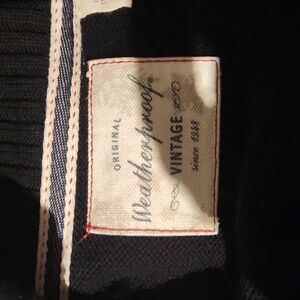 ORIGINAL
Weatherproof
VINTAGE
since 1948